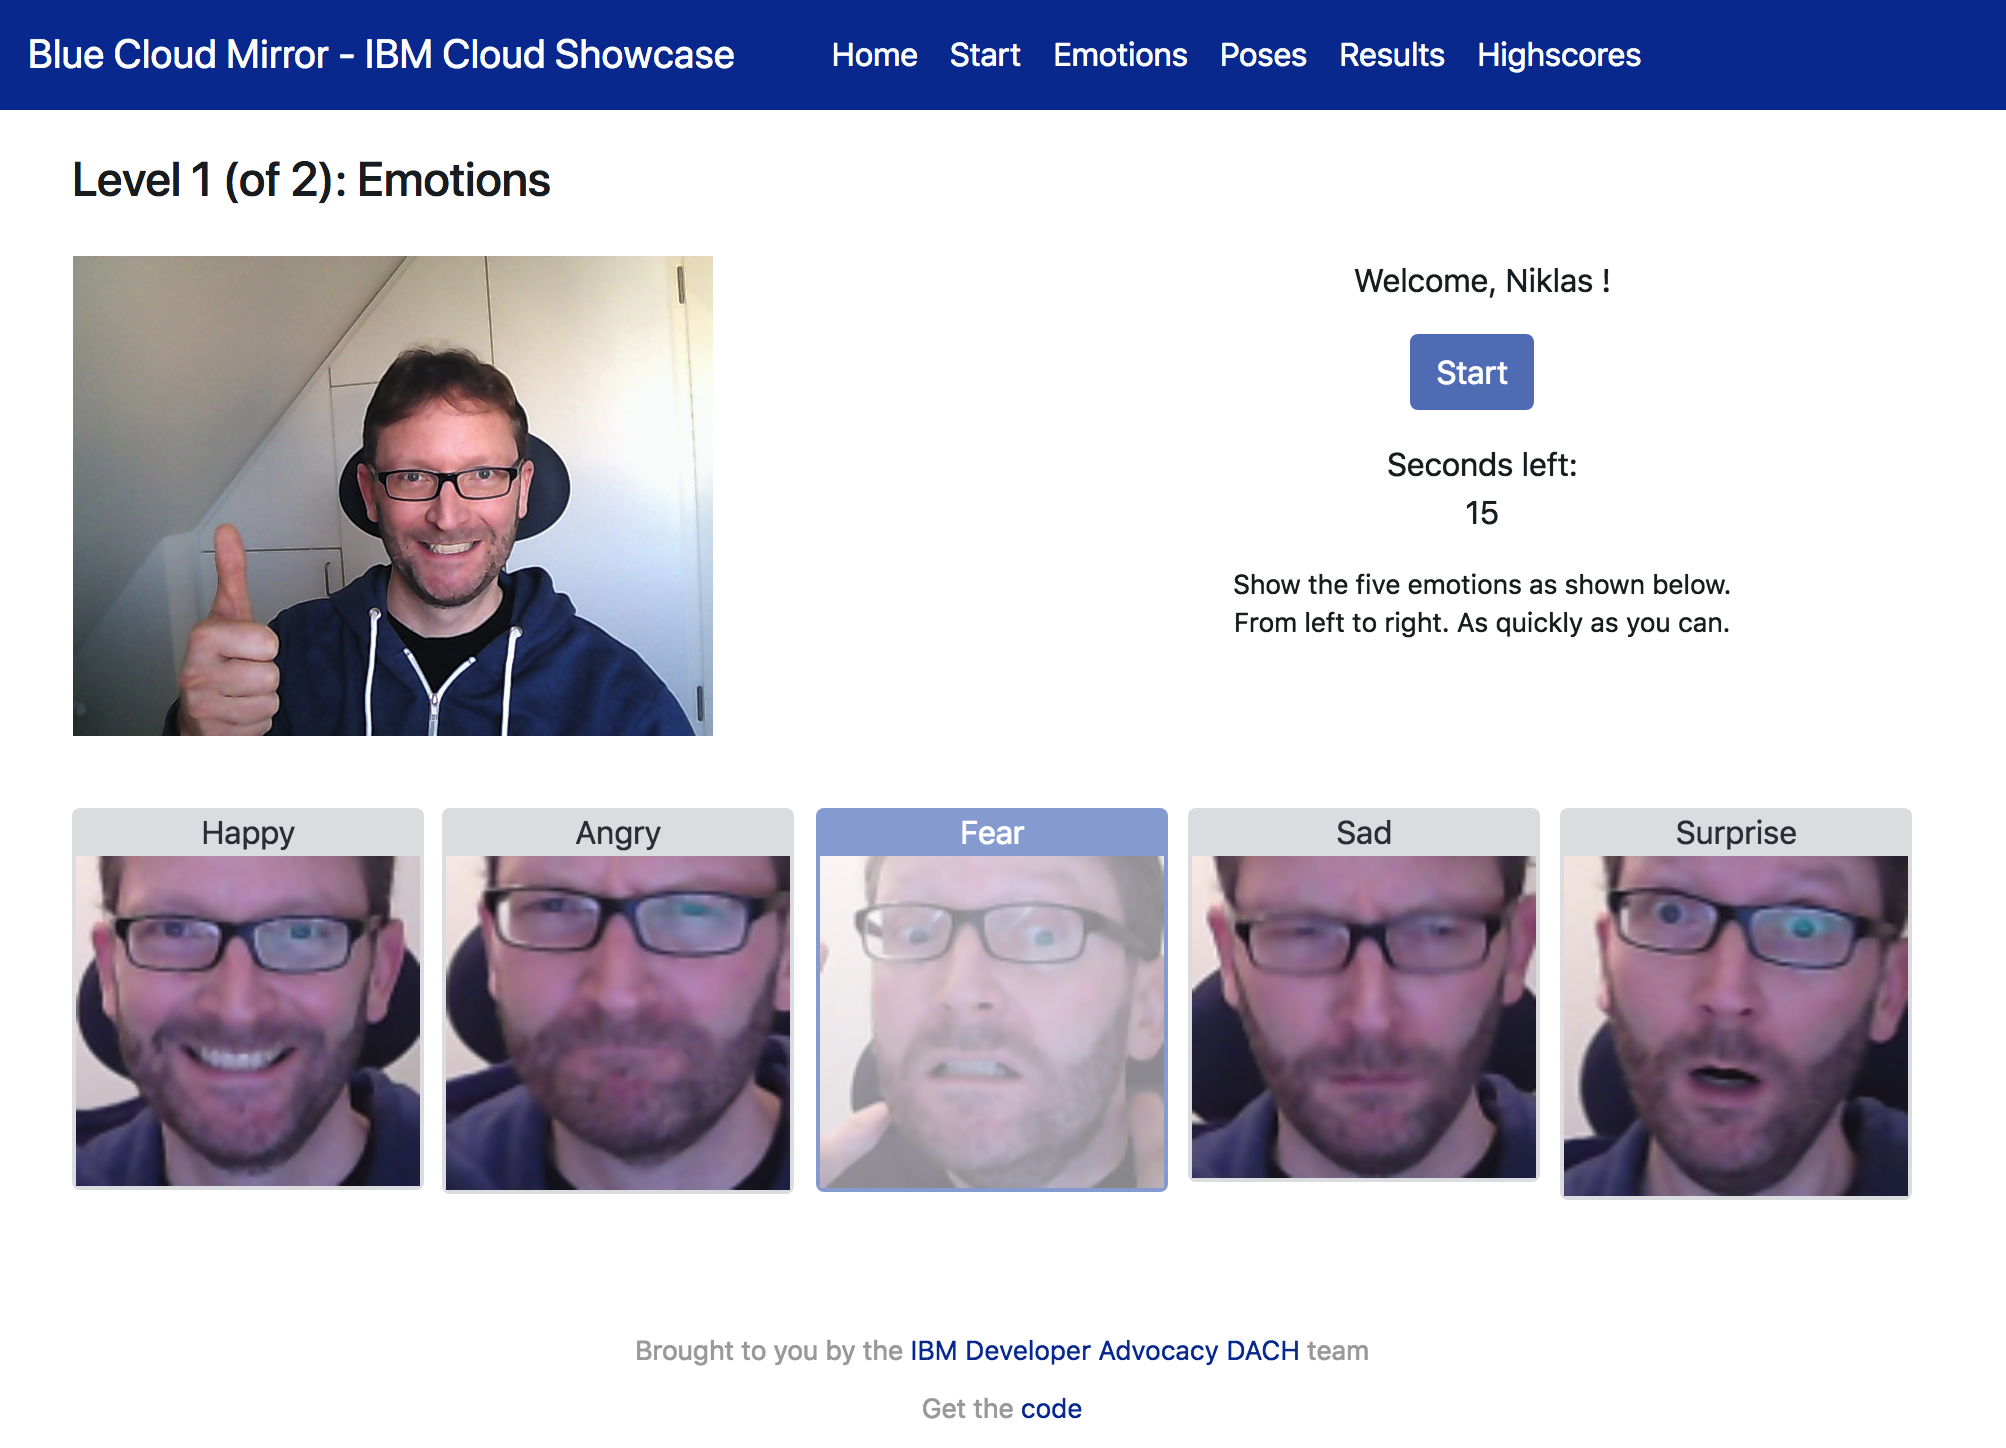 Blue Cloud Mirror - IBM Cloud Showcase
Home Start Emotions Poses Results Highscores
Level 1 (of 2): Emotions
Welcome, Niklas !
Start
Seconds left:
15
Show the five emotions as shown below.
From left to right. As quickly as you can.
Happy
Angry
Fear
Sad
Surprise
Brought to you by the IBM Developer Advocacy DACH team
Get the code